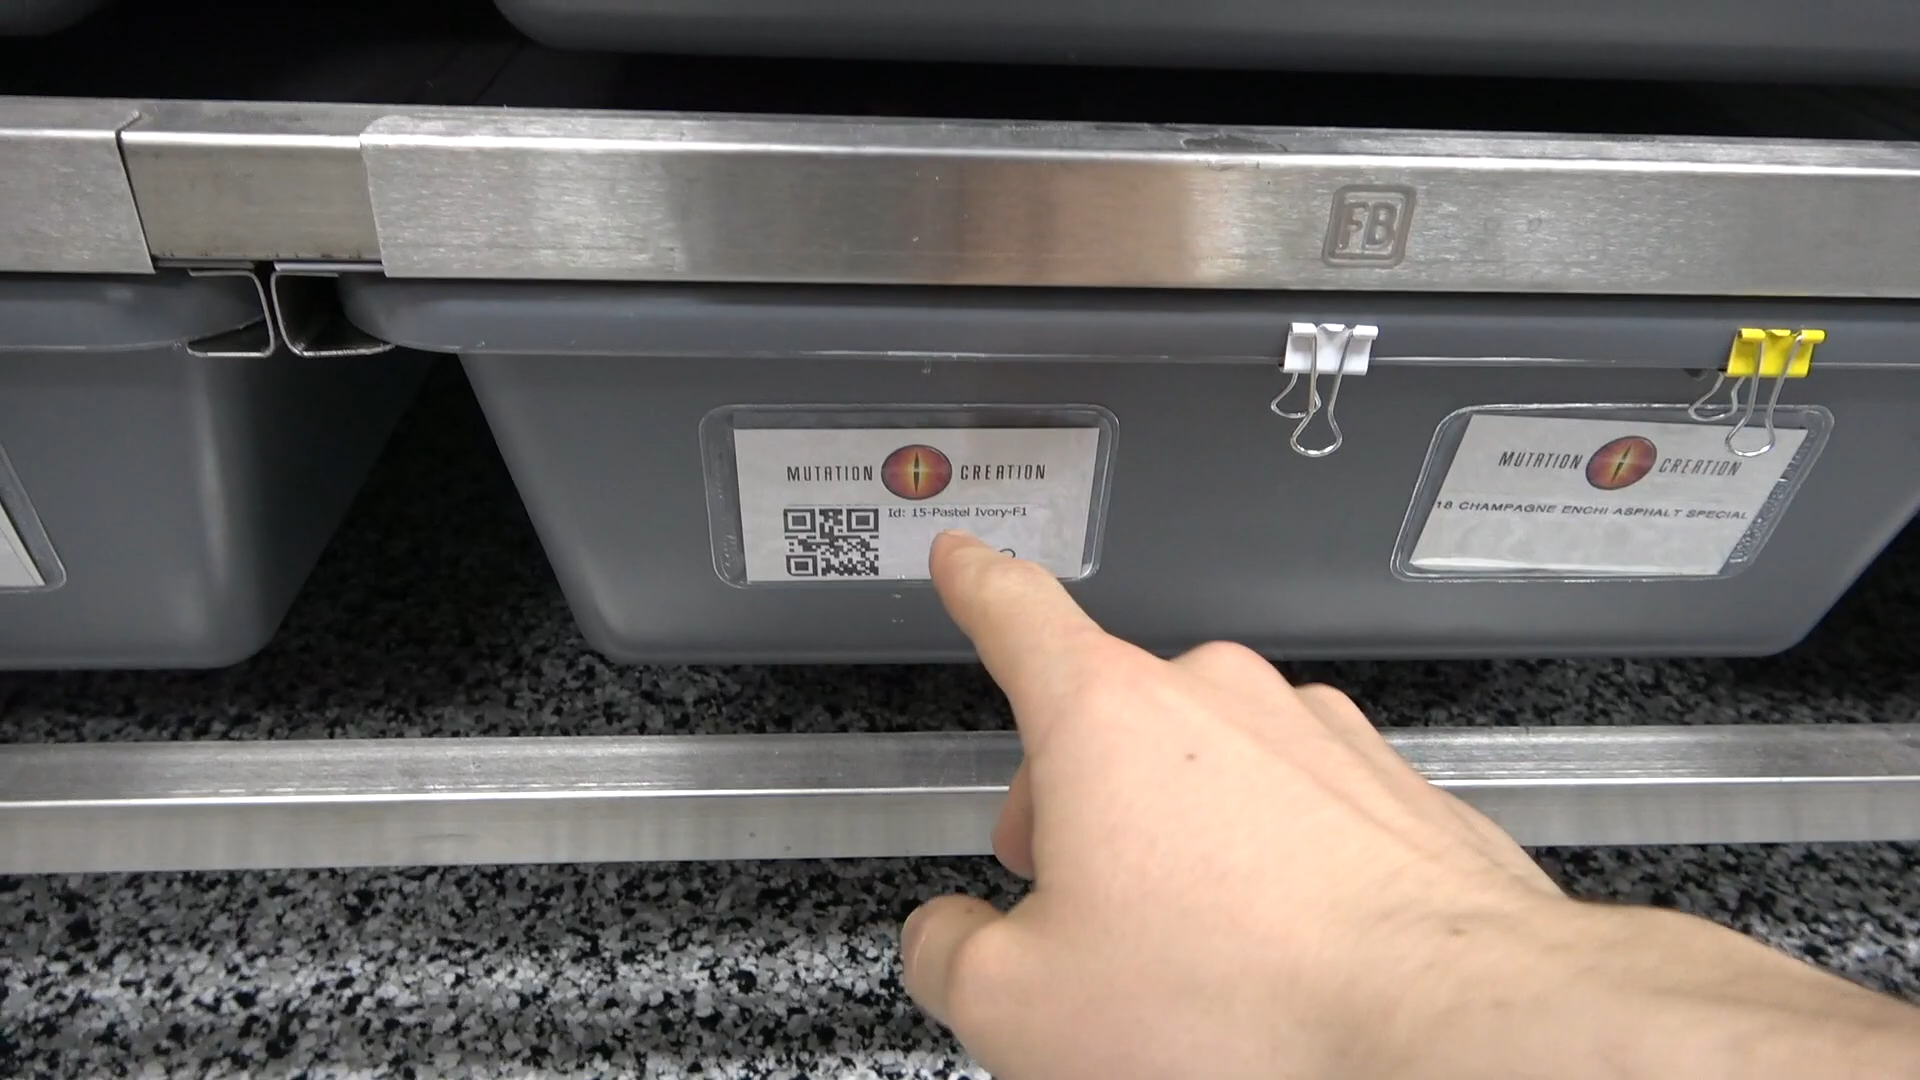 FB
MUTATION CREATION
Id: 15-Pastel Ivory-F1
MUTATION CREATION
18 CHAMPAGNE ENCHI ASPHALT SPECIAL